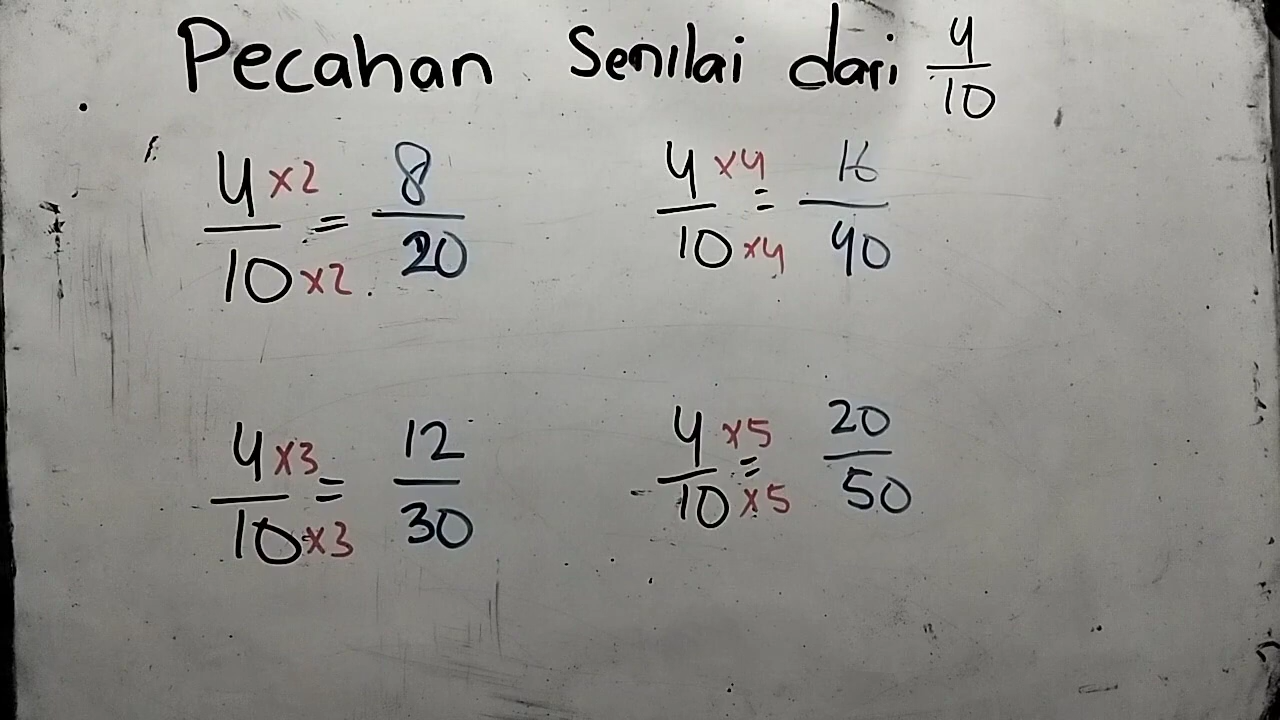 Pecahan Senilai dari 4/10
4×2/10×2 = 8/20
4×4/10×4 = 16/40
4×3/10×3 = 12/30
4×5/10×5 = 20/50